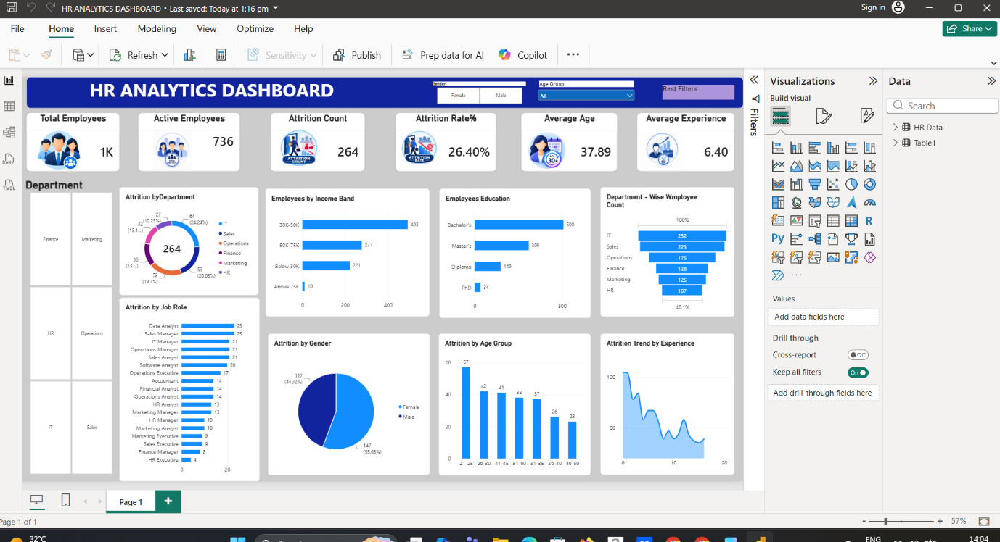 HR ANALYTICS DASHBOARD • Last saved: Today at 1:16 pm
Sign in
File Home Insert Modeling View Optimize Help
Share
Refresh
Sensitivity
Publish
Prep data for AI
Copilot
HR ANALYTICS DASHBOARD
Gender
Female Male
Age Group
All
Rest Filters
Total Employees
1K
Active Employees
736
Attrition Count
264
Attrition Rate%
26.40%
Average Age
37.89
Average Experience
6.40
Department
Finance Marketing
HR Operations
IT Sales
Attrition byDepartment
27
(10.23%)
64
(24.24%)
32
(12.1...)
36
(13....)
52
(19.7%)
53
(20.08%)
264
IT
Sales
Operations
Finance
Marketing
HR
Employees by Income Band
30K-50K 492
50K-75K 277
Below 30K 221
Above 75K 10
0 200 400
Employees Education
Bachelor's 508
Master's 309
Diploma 149
PhD 34
0 500
Department - Wise Wmployee
Count
100%
IT 232
Sales 223
Operations 175
Finance 138
Marketing 125
HR 107
46.1%
Attrition by Job Role
Data Analyst 23
Sales Manager 23
IT Manager 21
Operations Manager 21
Sales Analyst 21
Software Analyst 20
Operations Executive 17
Accountant 14
Financial Analyst 14
Operations Analyst 14
HR Analyst 13
Marketing Manager 13
HR Manager 10
Marketing Analyst 10
Marketing Executive 9
Sales Executive 9
Finance Manager 8
HR Executive 4
0 20
Attrition by Gender
117
(44.32%)
147
(55.68%)
Female
Male
Attrition by Age Group
60
40
20
0
57 42 41 38 37 26 23
21-25 26-30 41-45 51-60 31-35 36-40 46-50
Attrition Trend by Experience
100
50
0 10 20
Filters
Visualizations
Build visual
Values
Add data fields here
Drill through
Cross-report Off
Keep all filters On
Add drill-through fields here
Data
Search
HR Data
Table1
Page 1
Page 1 of 1
57%
32°C
ENG
14:04